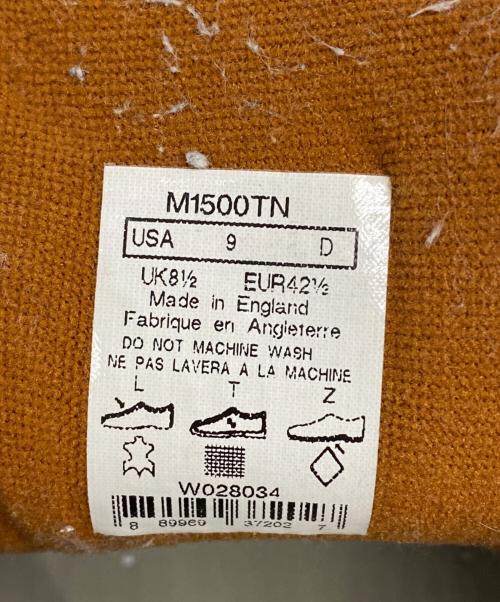 M1500TN
USA 9 D
UK8½ EUR42½
Made in England
Fabrique en Angleterre
DO NOT MACHINE WASH
NE PAS LAVERA A LA MACHINE
L T Z
W028034
8 89969 37202 7